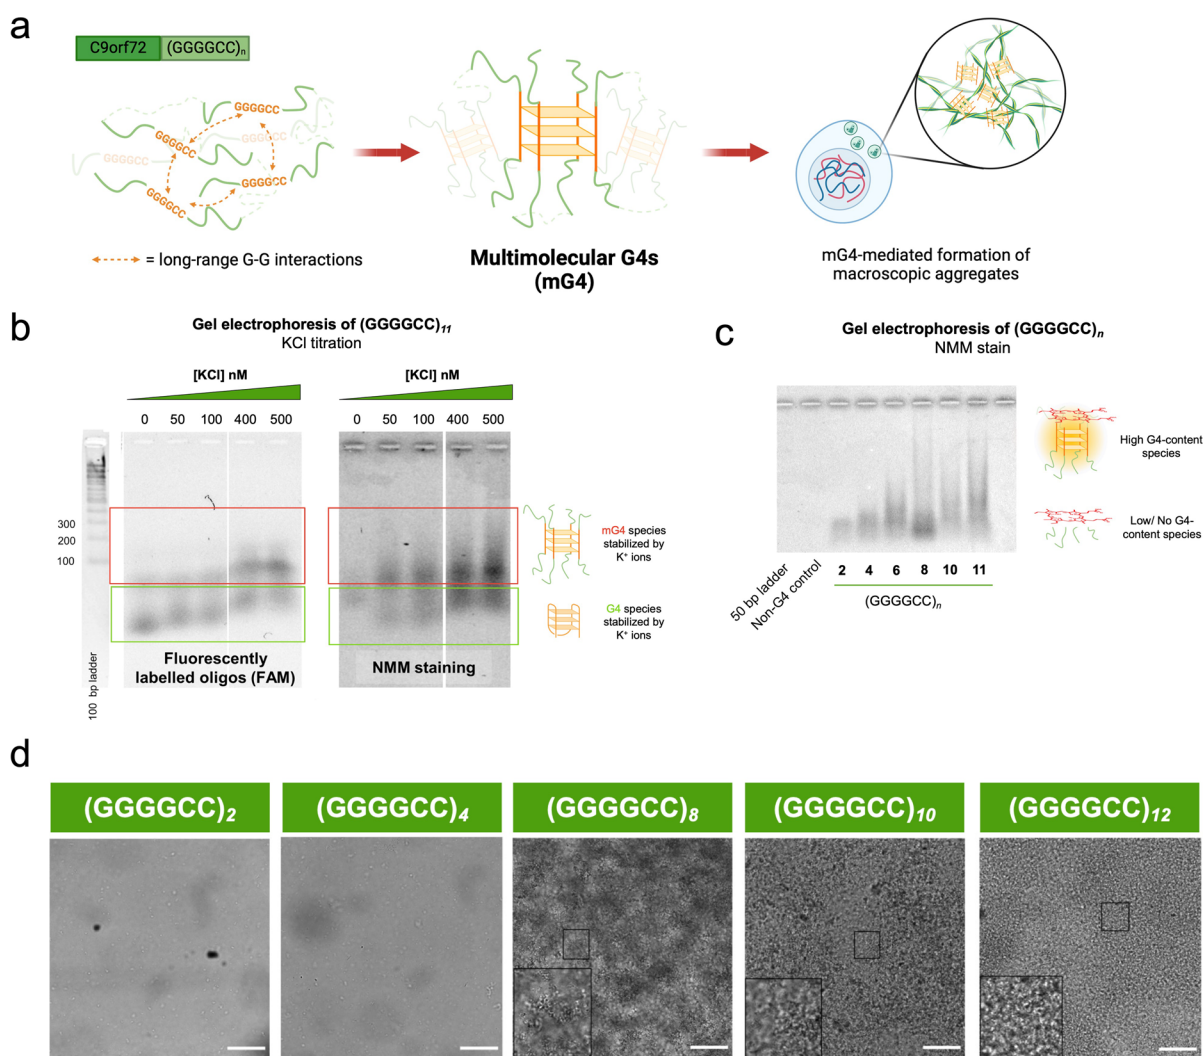 a
C9orf72 (GGGGCC)n
GGGGCC
GGGGCC
GGGGCC
GGGGCC
GGGGCC
GGGGCC
= long-range G-G interactions
Multimolecular G4s
(mG4)
mG4-mediated formation of
macroscopic aggregates
b
Gel electrophoresis of (GGGGCC)11
KCl titration
[KCl] nM
0 50 100 400 500
[KCl] nM
0 50 100 400 500
300
200
100
100 bp ladder
Fluorescently
labelled oligos (FAM)
NMM staining
mG4 species
stabilized by
K+ ions
G4 species
stabilized by
K+ ions
c
Gel electrophoresis of (GGGGCC)n
NMM stain
High G4-content
species
Low/ No G4-
content species
50 bp ladder
Non-G4 control
2 4 6 8 10 11
(GGGGCC)n
d
(GGGGCC)2
(GGGGCC)4
(GGGGCC)8
(GGGGCC)10
(GGGGCC)12